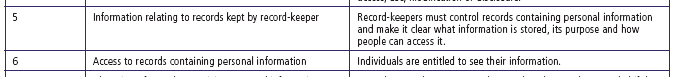 5 Information relating to records kept by record-keeper Record-keepers must control records containing personal information
and make it clear what information is stored, its purpose and how
people can access it.
6 Access to records containing personal information Individuals are entitled to see their information.